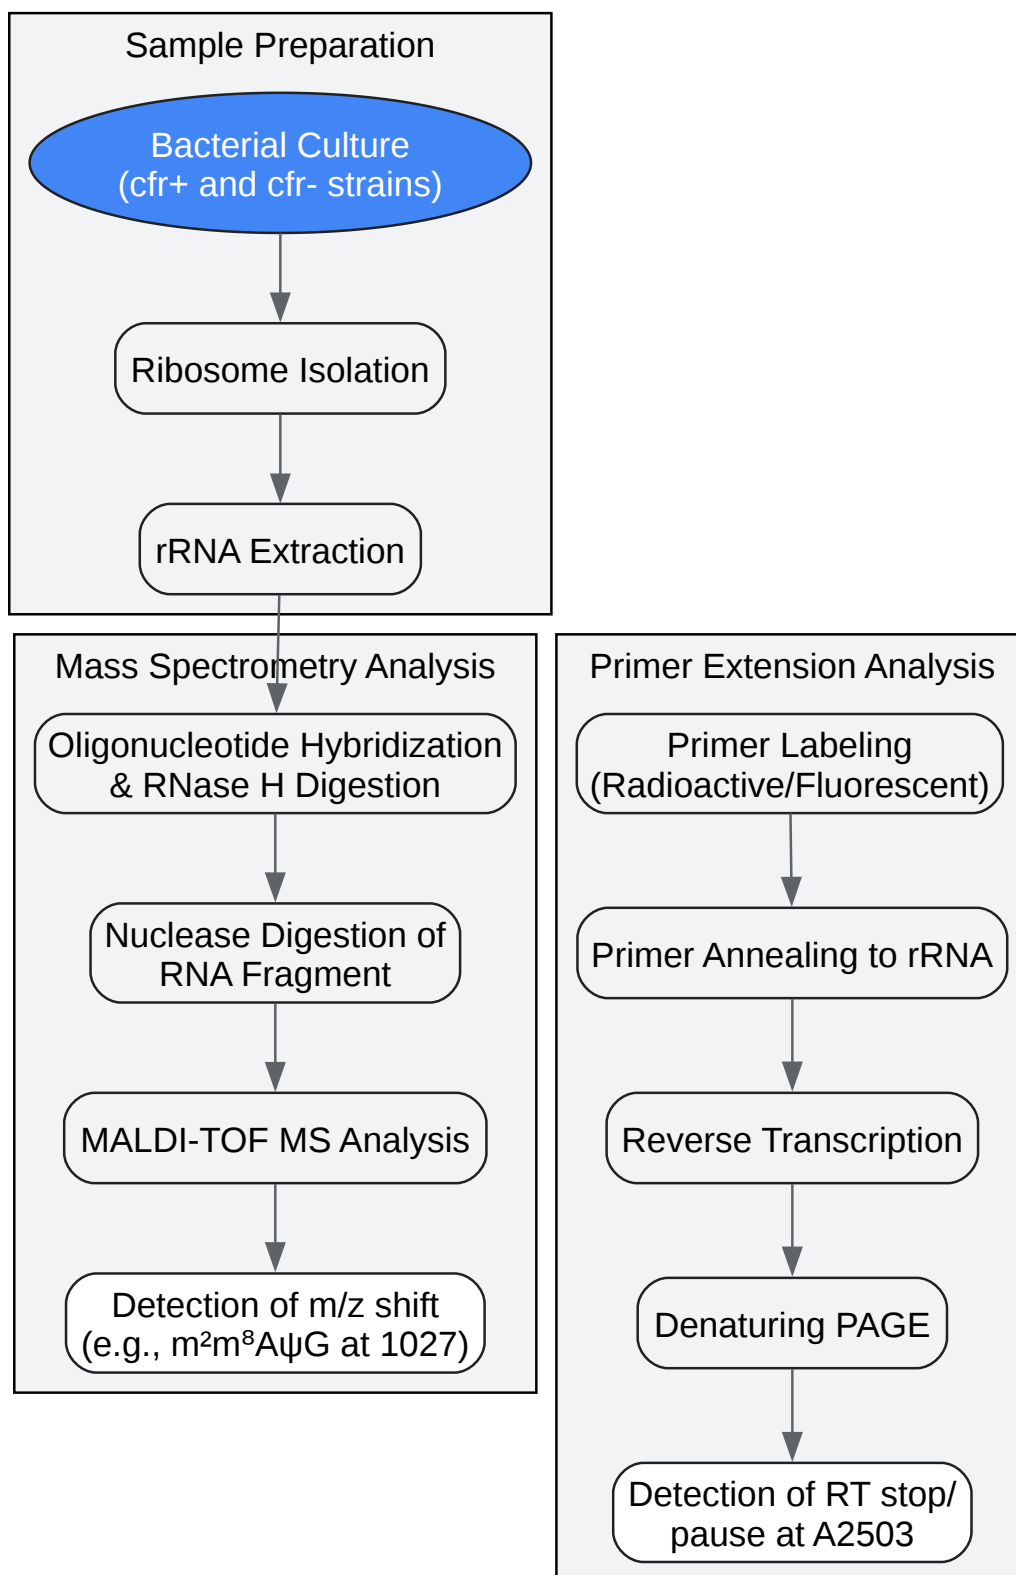 Sample Preparation
Bacterial Culture
(cfr+ and cfr- strains)
Ribosome Isolation
rRNA Extraction
Mass Spectrometry Analysis
Oligonucleotide Hybridization
& RNase H Digestion
Nuclease Digestion of
RNA Fragment
MALDI-TOF MS Analysis
Detection of m/z shift
(e.g., m²m⁸AψG at 1027)
Primer Extension Analysis
Primer Labeling
(Radioactive/Fluorescent)
Primer Annealing to rRNA
Reverse Transcription
Denaturing PAGE
Detection of RT stop/
pause at A2503